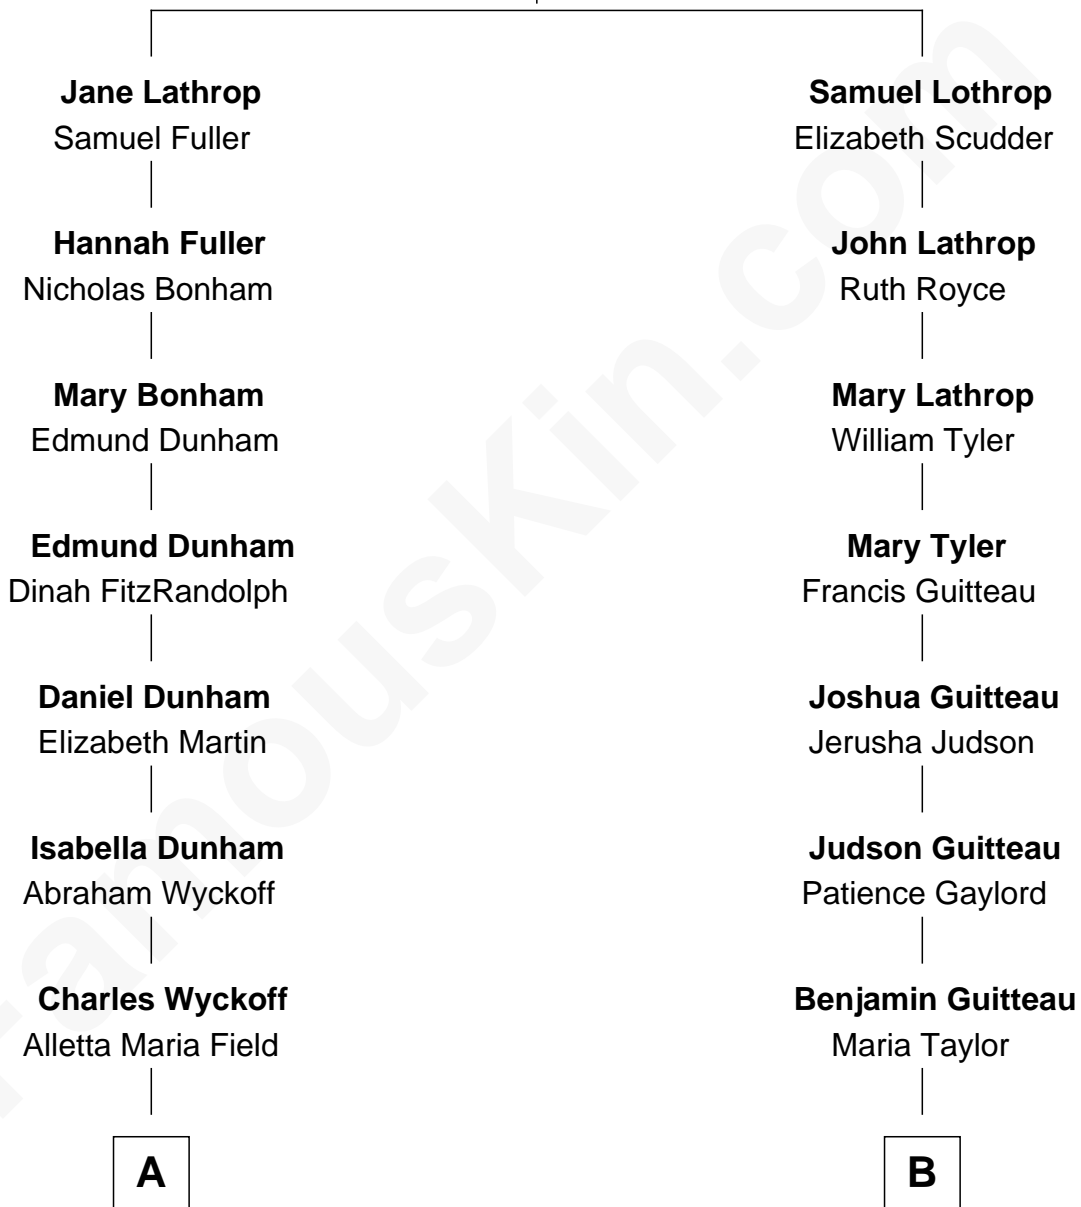 Jane Lathrop
Samuel Fuller
Hannah Fuller
Nicholas Bonham
Mary Bonham
Edmund Dunham
Edmund Dunham
Dinah FitzRandolph
Daniel Dunham
Elizabeth Martin
Isabella Dunham
Abraham Wyckoff
Charles Wyckoff
Alletta Maria Field
A
Samuel Lothrop
Elizabeth Scudder
John Lathrop
Ruth Royce
Mary Lathrop
William Tyler
Mary Tyler
Francis Guitteau
Joshua Guitteau
Jerusha Judson
Judson Guitteau
Patience Gaylord
Benjamin Guitteau
Maria Taylor
B
FamousKin.com